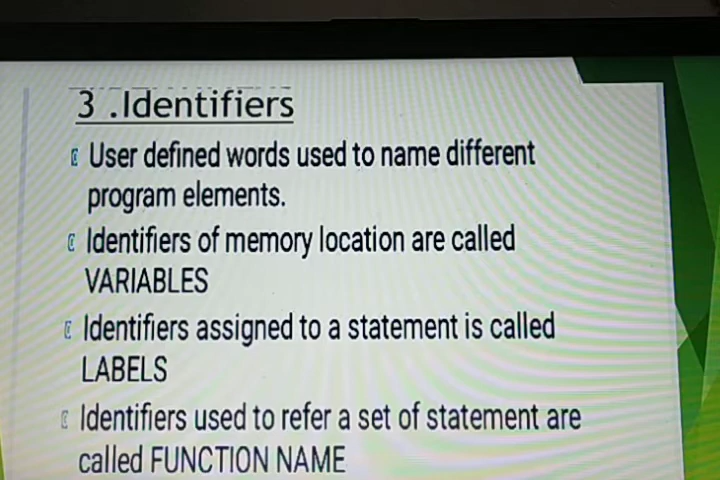 3 .Identifiers
User defined words used to name different
program elements.
Identifiers of memory location are called
VARIABLES
Identifiers assigned to a statement is called
LABELS
Identifiers used to refer a set of statement are
called FUNCTION NAME